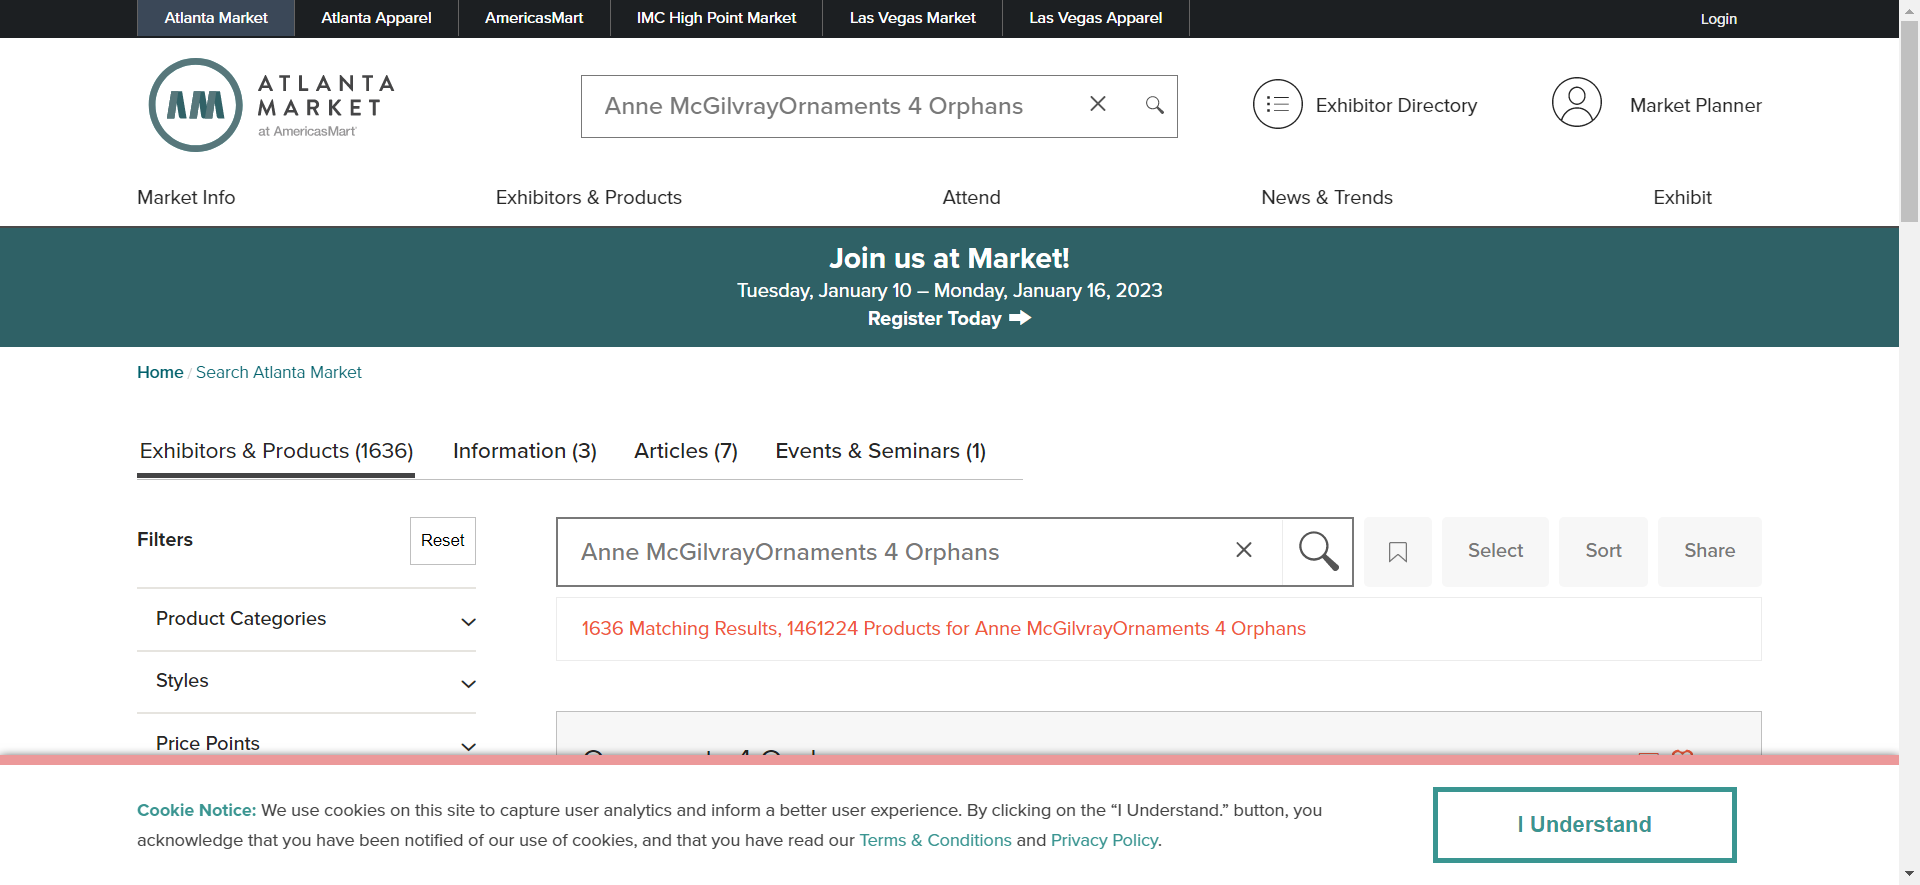 Atlanta Market
Atlanta Apparel
AmericasMart
IMC High Point Market
Las Vegas Market
Las Vegas Apparel
Login
AM
ATLANTA
MARKET
at AmericasMart
Anne McGilvrayOrnaments 4 Orphans
Exhibitor Directory
Market Planner
Market Info
Exhibitors & Products
Attend
News & Trends
Exhibit
Join us at Market!
Tuesday, January 10 – Monday, January 16, 2023
Register Today
Home / Search Atlanta Market
Exhibitors & Products (1636)
Information (3)
Articles (7)
Events & Seminars (1)
Filters
Reset
Anne McGilvrayOrnaments 4 Orphans
Select
Sort
Share
1636 Matching Results, 1461224 Products for Anne McGilvrayOrnaments 4 Orphans
Product Categories
Styles
Price Points
Cookie Notice: We use cookies on this site to capture user analytics and inform a better user experience. By clicking on the “I Understand.” button, you
acknowledge that you have been notified of our use of cookies, and that you have read our Terms & Conditions and Privacy Policy.
I Understand